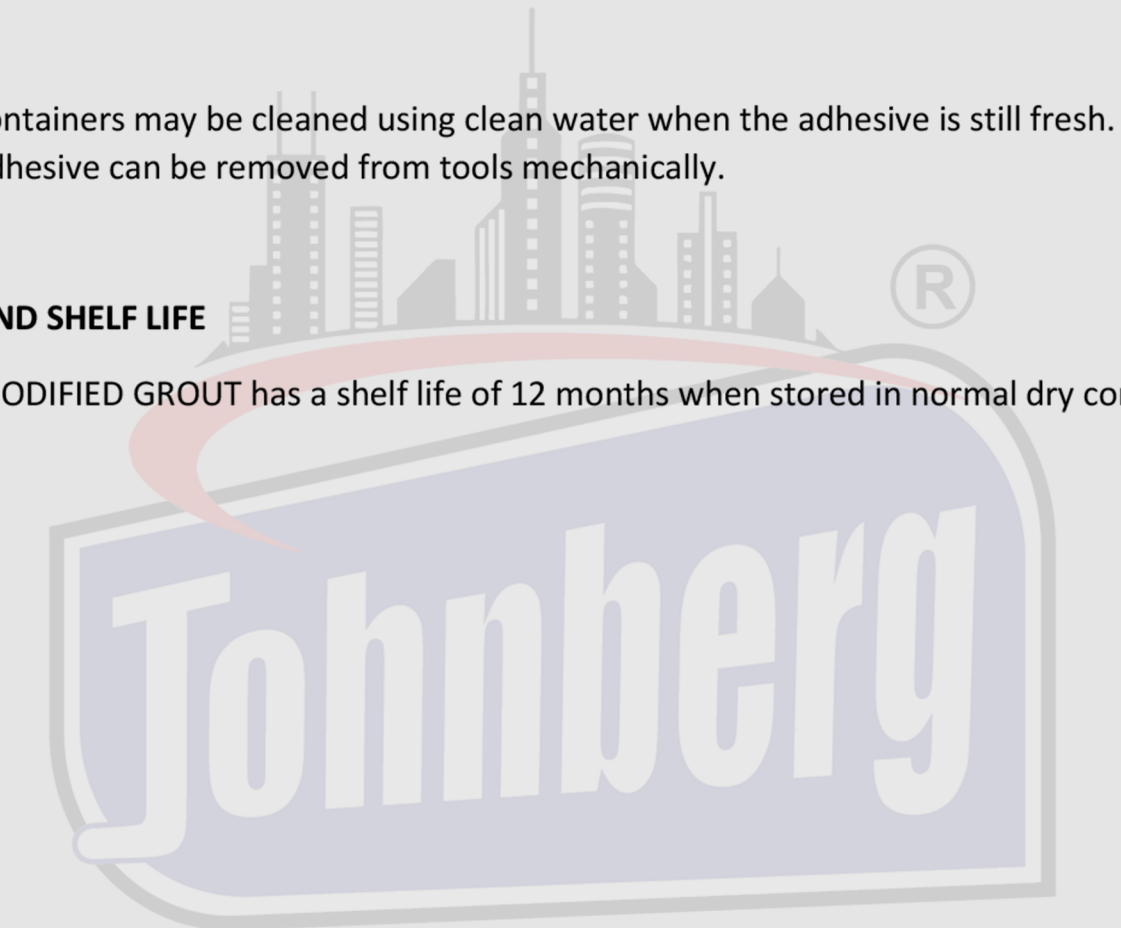 ontainers may be cleaned using clean water when the adhesive is still fresh.
dhesive can be removed from tools mechanically.
ND SHELF LIFE
®
ODIFIED GROUT has a shelf life of 12 months when stored in normal dry co
Johnberg